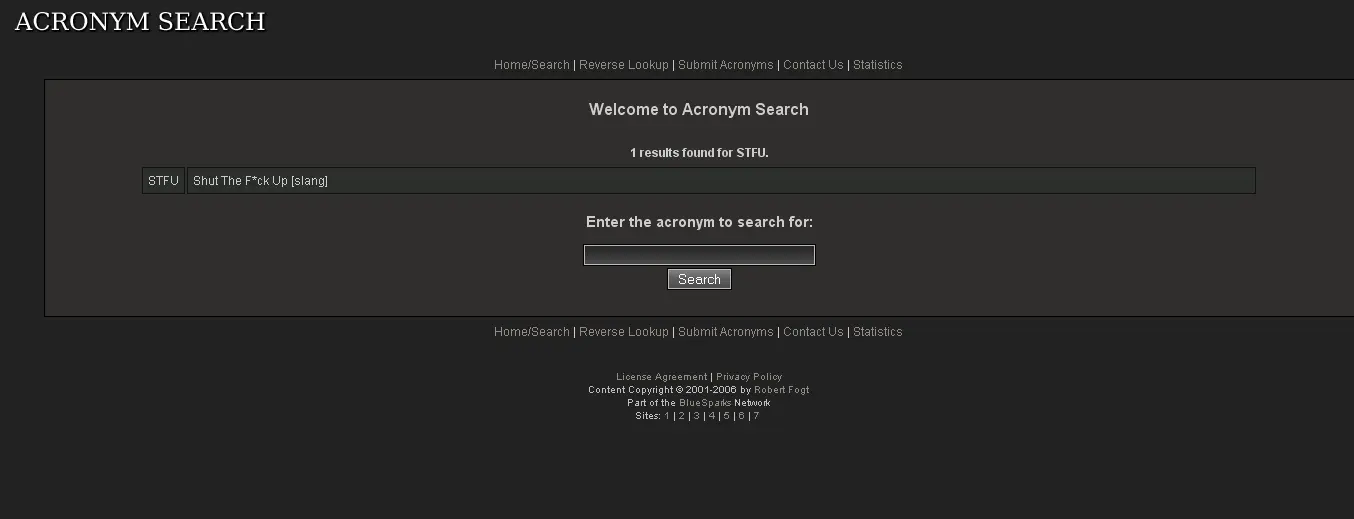 ACRONYM SEARCH
Home/Search | Reverse Lookup | Submit Acronyms | Contact Us | Statistics
Welcome to Acronym Search
1 results found for STFU.
STFU Shut The F*ck Up [slang]
Enter the acronym to search for:
Search
Home/Search | Reverse Lookup | Submit Acronyms | Contact Us | Statistics
License Agreement | Privacy Policy
Content Copyright © 2001-2006 by Robert Fogt
Part of the BlueSparks Network
Sites: 1 | 2 | 3 | 4 | 5 | 6 | 7